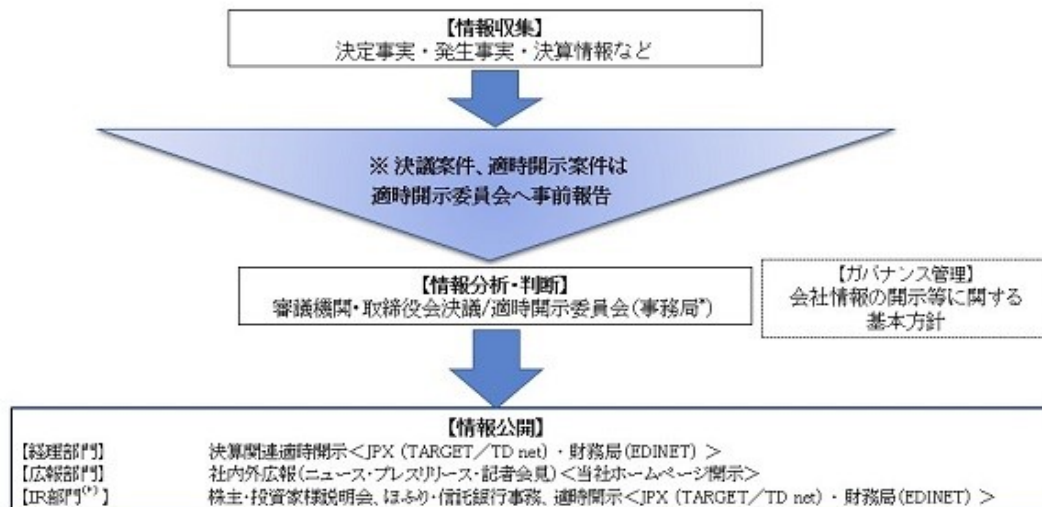 【情報収集】
決定事実・発生事実・決算情報など
※ 決議案件、適時開示案件は
適時開示委員会へ事前報告
【情報分析・判断】
審議機関・取締役会決議/適時開示委員会(事務局*)
【ガバナンス管理】
会社情報の開示等に関する
基本方針
【情報公開】
【経理部門】 決算関連適時開示<JPX (TARGET/TD net)・財務局(EDINET) >
【広報部門】 社内外広報(ニュース・プレスリリース・記者会見)<当社ホームページ開示>
【IR部門(*)】 株主・投資家様説明会、ほふり・信託銀行事務、適時開示<JPX (TARGET/TD net)・財務局(EDINET) >